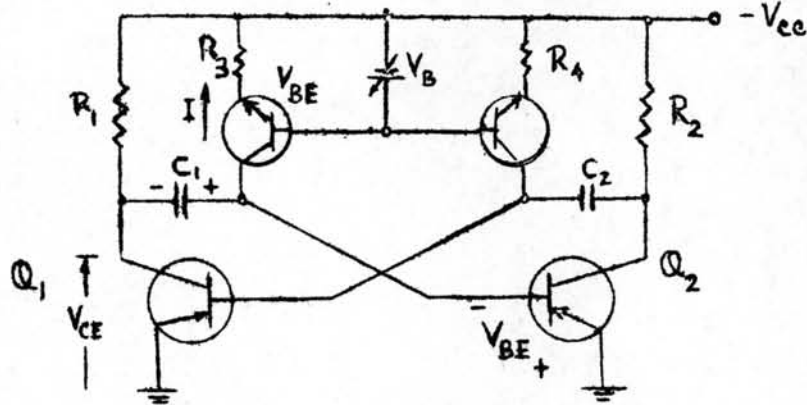 -Vcc
R3
VBE
VB
R4
R1
I
R2
C1
- +
C2
Q1
VCE
Q2
-
VBE
+